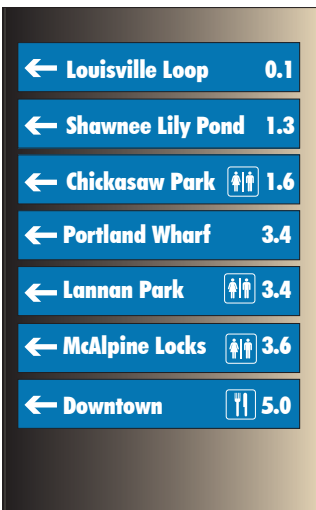 ← Louisville Loop 0.1
← Shawnee Lily Pond 1.3
← Chickasaw Park 1.6
← Portland Wharf 3.4
← Lannan Park 3.4
← McAlpine Locks 3.6
← Downtown 5.0